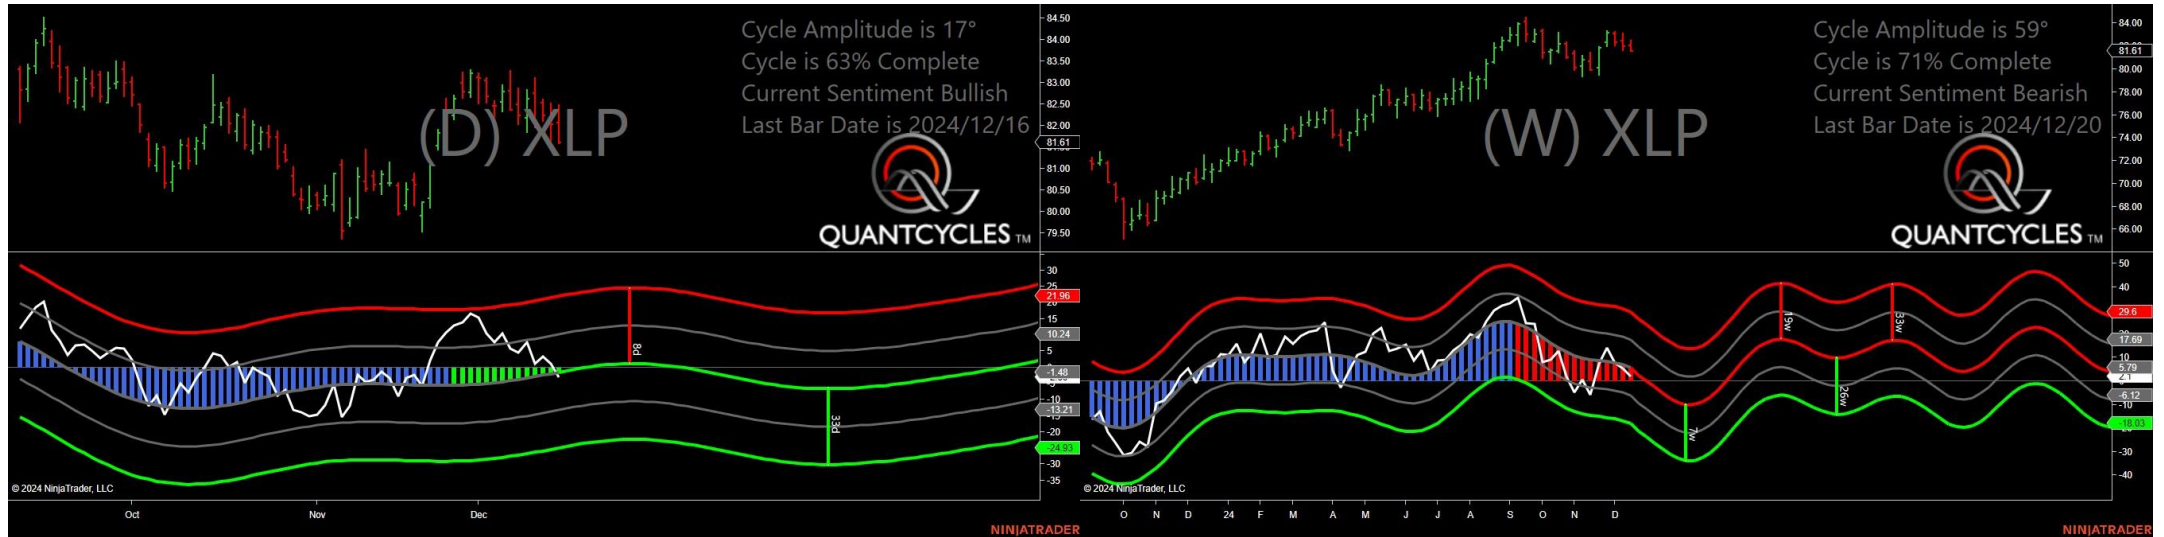 Cycle Amplitude is 17°
Cycle is 63% Complete
Current Sentiment Bullish
Last Bar Date is 2024/12/16
(D) XLP
QUANTCYCLES TM
84.50
84.00
83.50
83.00
82.50
82.00
81.61
81.00
80.50
80.00
79.50
30
25
21.96
15
10.24
5
-1.48
-10
-13.21
-20
-24.93
-30
-35
8d
33d
© 2024 NinjaTrader, LLC
Oct Nov Dec
NINJATRADER
Cycle Amplitude is 59°
Cycle is 71% Complete
Current Sentiment Bearish
Last Bar Date is 2024/12/20
(W) XLP
QUANTCYCLES TM
84.00
81.61
80.00
78.00
76.00
74.00
72.00
70.00
68.00
66.00
50
40
29.6
17.69
10
5.79
2.1
-6.12
-10
-18.03
-30
-40
7w
19w
26w
33w
© 2024 NinjaTrader, LLC
O N D 24 F M A M J J A S O N D
NINJATRADER